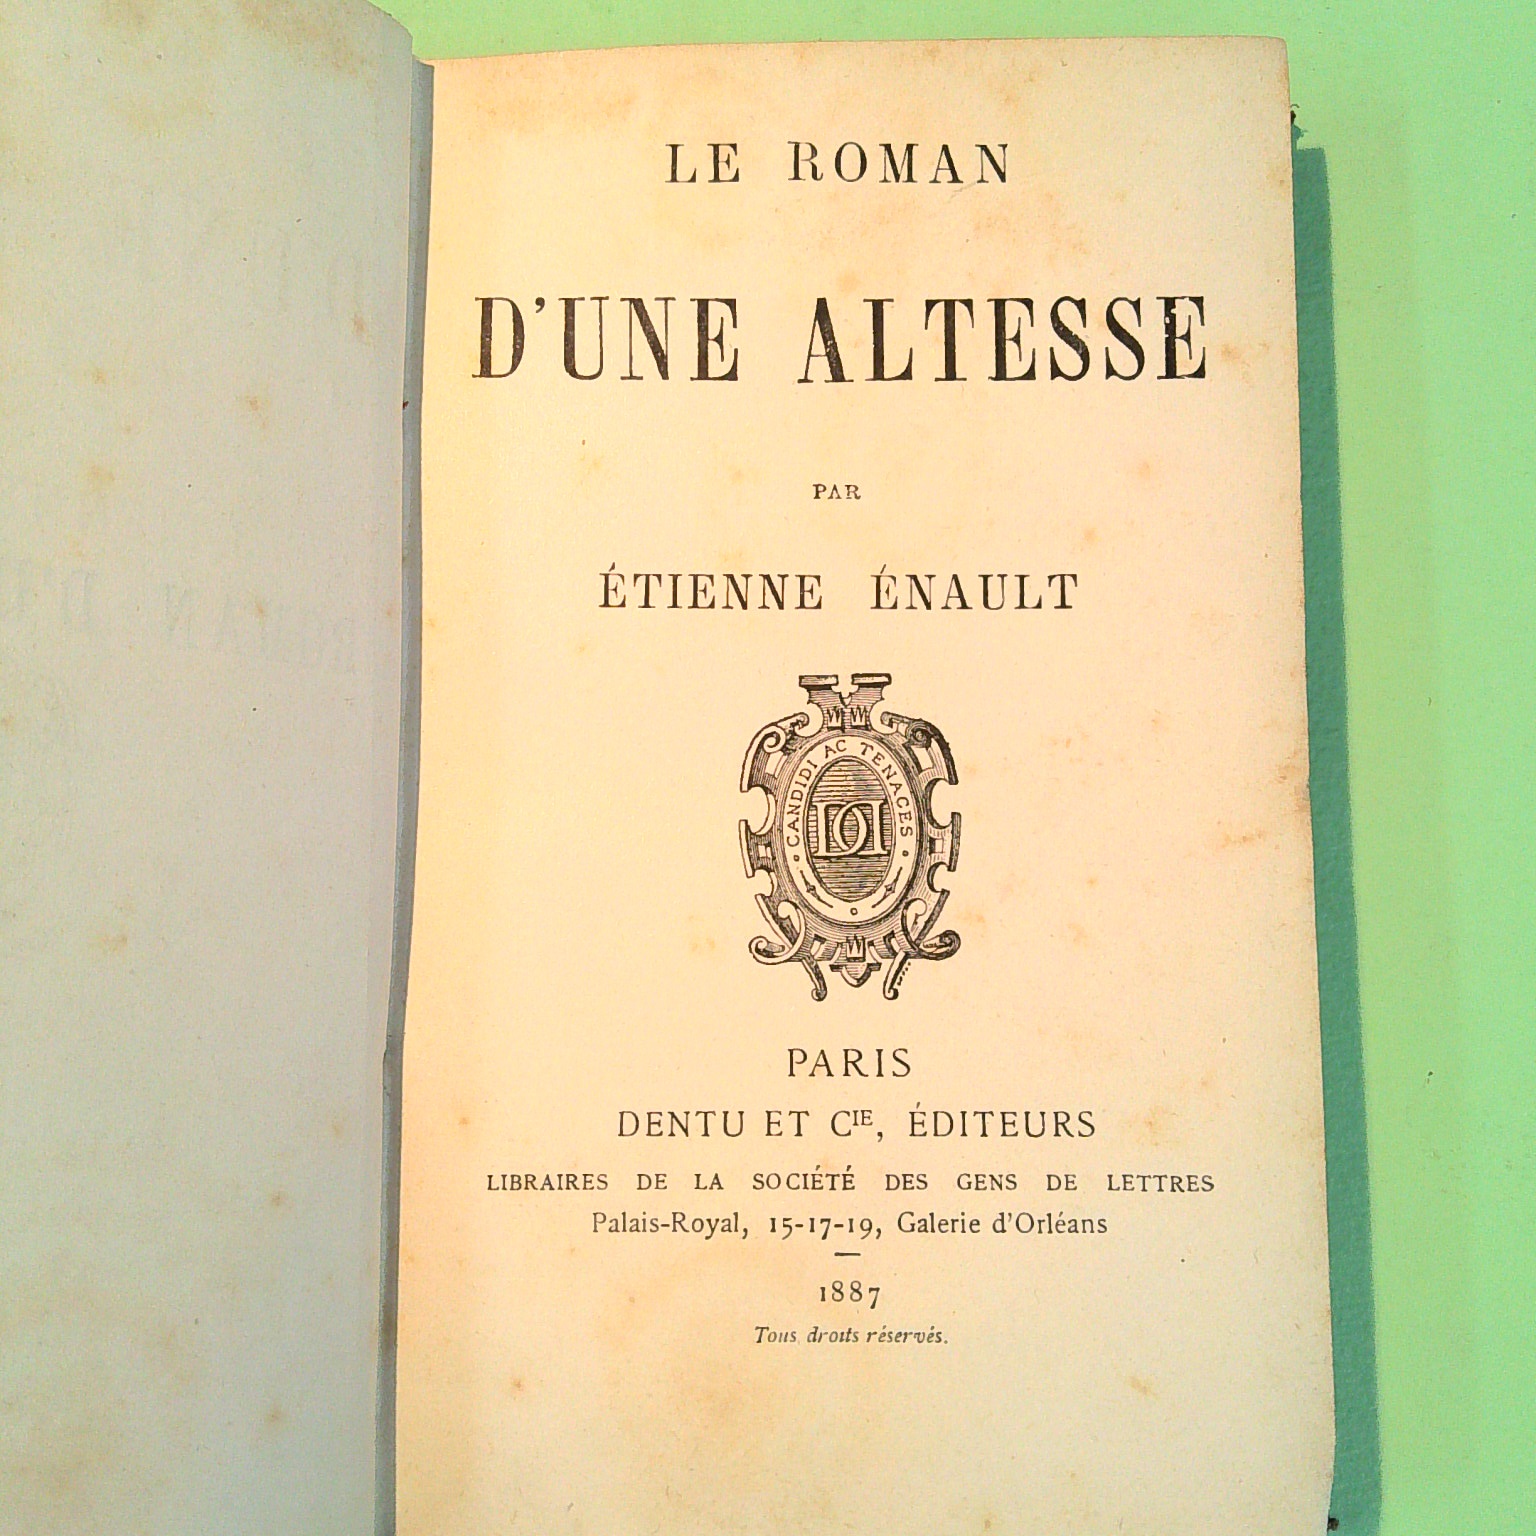 LE ROMAN
D'UNE ALTESSE
PAR
ÉTIENNE ÉNAULT
CANDIDI AC TENACES
PARIS
DENTU ET CIE, ÉDITEURS
LIBRAIRES DE LA SOCIÉTÉ DES GENS DE LETTRES
Palais-Royal, 15-17-19, Galerie d'Orléans
1887
Tous droits réservés.